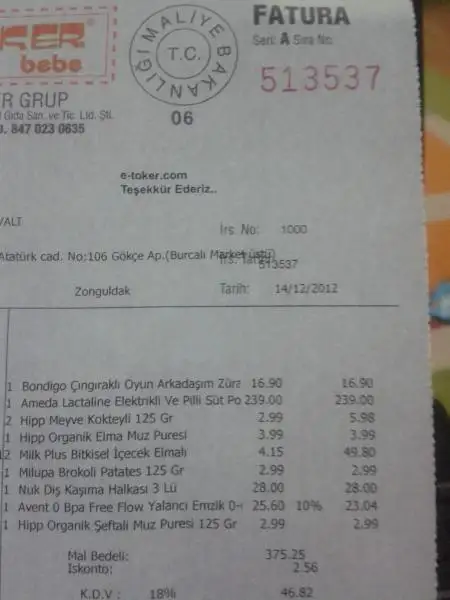 KER
bebe
MALİYE BAKANLIĞI
T.C.
06
FATURA
Seri: A Sıra No:
513537
R GRUP
Gıda San. ve Tic. Ltd. Şti.
847 023 0635
e-toker.com
Teşekkür Ederiz..
/ALT
İrs. No: 1000
Atatürk cad. No:106 Gökçe Ap.(Burcalı Market üstü)
513537
Zonguldak
Tarih: 14/12/2012
1 Bondigo Çıngıraklı Oyun Arkadaşım Züra 16.90 16.90
1 Ameda Lactaline Elektrikli Ve Pilli Süt Po 239.00 239.00
2 Hipp Meyve Kokteyli 125 Gr 2.99 5.98
1 Hipp Organik Elma Muz Puresi 3.99 3.99
12 Milk Plus Bitkisel İçecek Elmalı 4.15 49.80
1 Milupa Brokoli Patates 125 Gr 2.99 2.99
1 Nuk Diş Kaşıma Halkası 3 Lü 28.00 28.00
1 Avent 0 Bpa Free Flow Yalancı Emzik 0- 25.60 10% 23.04
1 Hipp Organik Şeftali Muz Puresi 125 Gr 2.99 2.99
Mal Bedeli: 375.25
İskonto: 2.56
K.D.V : 18% 46.82